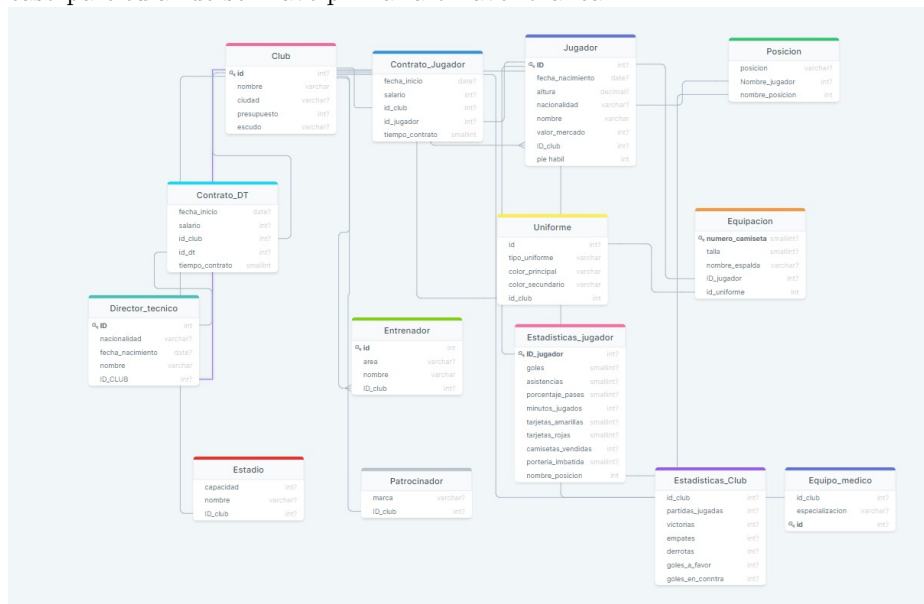 Club
id int?
nombre varchar
ciudad varchar?
presupuesto int?
escudo varchar?
Contrato_Jugador
fecha_inicio date?
salario int?
id_club int?
id_jugador int?
tiempo_contrato smallint
Jugador
ID int?
fecha_nacimiento date?
altura decimal?
nacionalidad varchar?
nombre varchar
valor_mercado int?
ID_club int?
pie habil int
Posicion
posicion varchar?
Nombre_jugador int?
nombre_posicion int
Contrato_DT
fecha_inicio date?
salario int?
id_club int?
id_dt int?
tiempo_contrato smallint
Uniforme
id int?
tipo_uniforme varchar
color_principal varchar
color_secundario varchar
id_club int
Equipacion
numero_camiseta smallint?
talla smallint?
nombre_espalda varchar?
ID_jugador int?
id_uniforme int
Director_tecnico
ID int
nacionalidad varchar?
fecha_nacimiento date?
nombre varchar
ID_CLUB int?
Entrenador
id int
area varchar?
nombre varchar
ID_club int?
Estadisticas_jugador
ID_jugador int?
goles smallint?
asistencias smallint?
porcentaje_pases smallint?
minutos_jugados int?
tarjetas_amarillas smallint?
tarjetas_rojas smallint?
camisetas_vendidas int?
porteria_imbatida smallint?
nombre_posicion int
Estadio
capacidad int?
nombre varchar?
ID_club int?
Patrocinador
marca varchar?
ID_club int?
Estadisticas_Club
id_club int?
partidas_jugadas int?
victorias int?
empates int?
derrotas int?
goles_a_favor int?
goles_en_conntra int?
Equipo_medico
id_club int?
especializacion varchar?
id int?